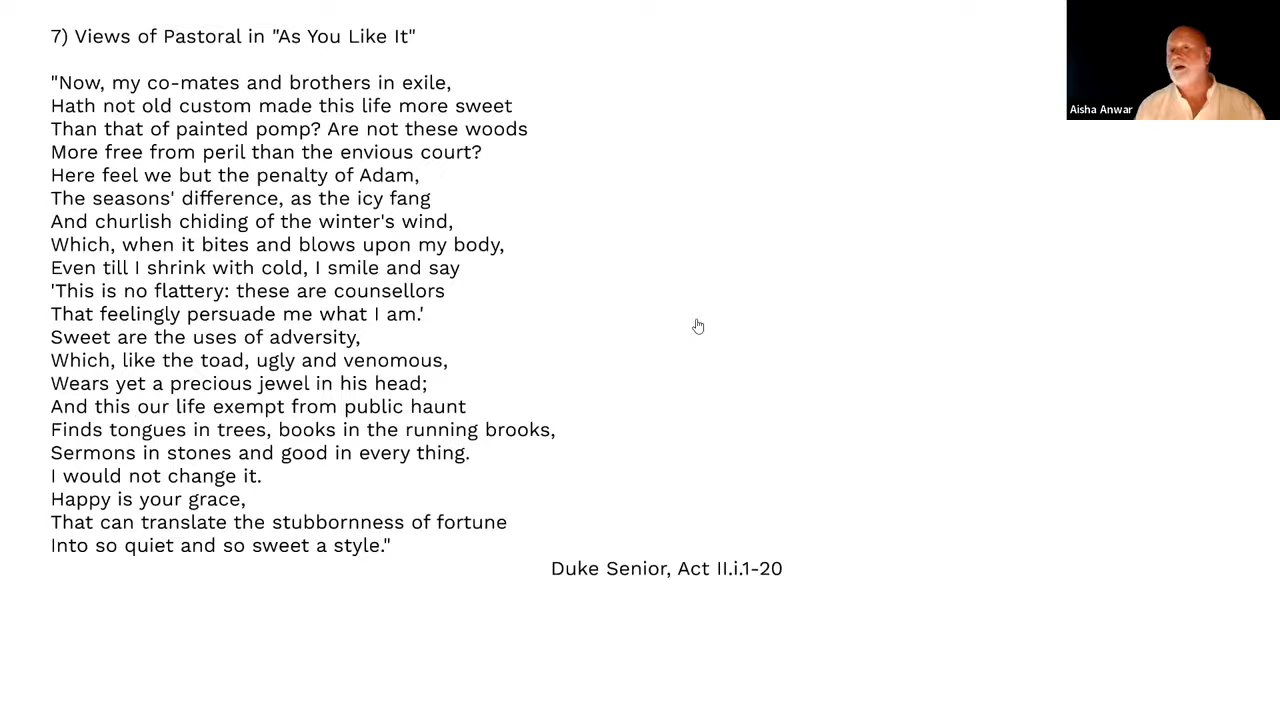 7) Views of Pastoral in "As You Like It"
"Now, my co-mates and brothers in exile,
Hath not old custom made this life more sweet
Than that of painted pomp? Are not these woods
More free from peril than the envious court?
Here feel we but the penalty of Adam,
The seasons' difference, as the icy fang
And churlish chiding of the winter's wind,
Which, when it bites and blows upon my body,
Even till I shrink with cold, I smile and say
'This is no flattery: these are counsellors
That feelingly persuade me what I am.'
Sweet are the uses of adversity,
Which, like the toad, ugly and venomous,
Wears yet a precious jewel in his head;
And this our life exempt from public haunt
Finds tongues in trees, books in the running brooks,
Sermons in stones and good in every thing.
I would not change it.
Happy is your grace,
That can translate the stubbornness of fortune
Into so quiet and so sweet a style."
Duke Senior, Act II.i.1-20
Aisha Anwar